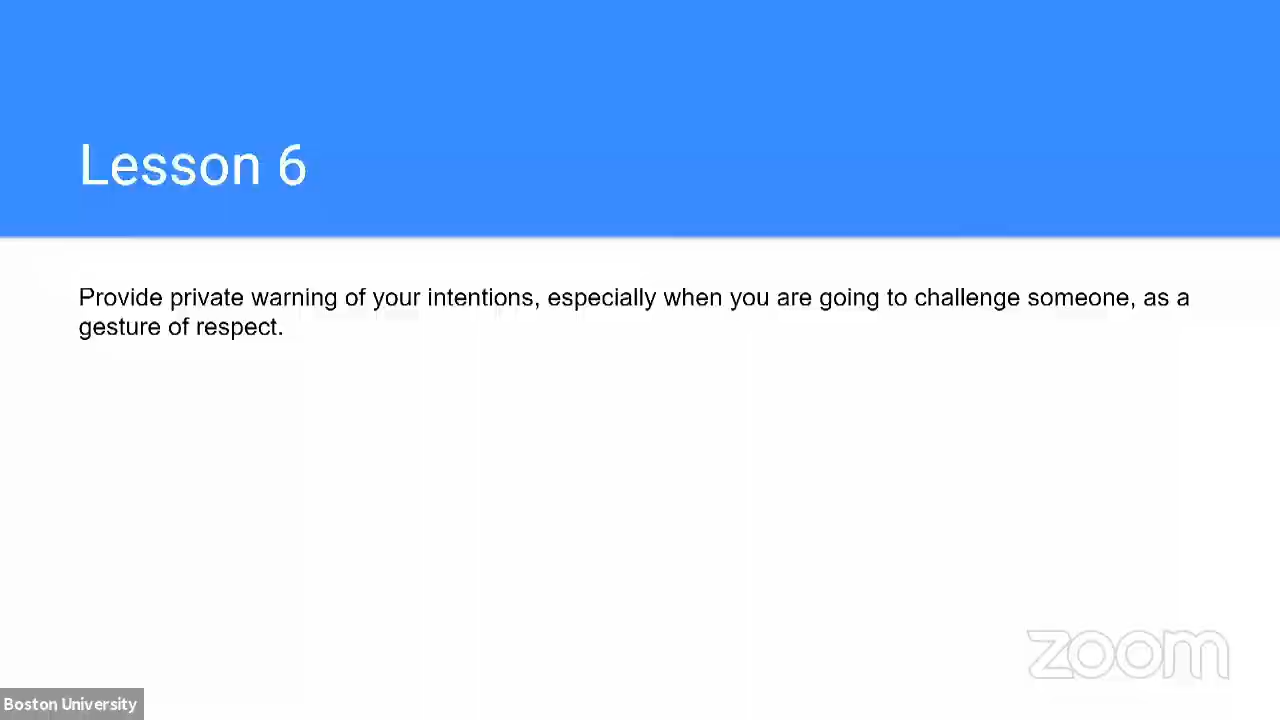 Lesson 6
Provide private warning of your intentions, especially when you are going to challenge someone, as a
gesture of respect.
zoom
Boston University